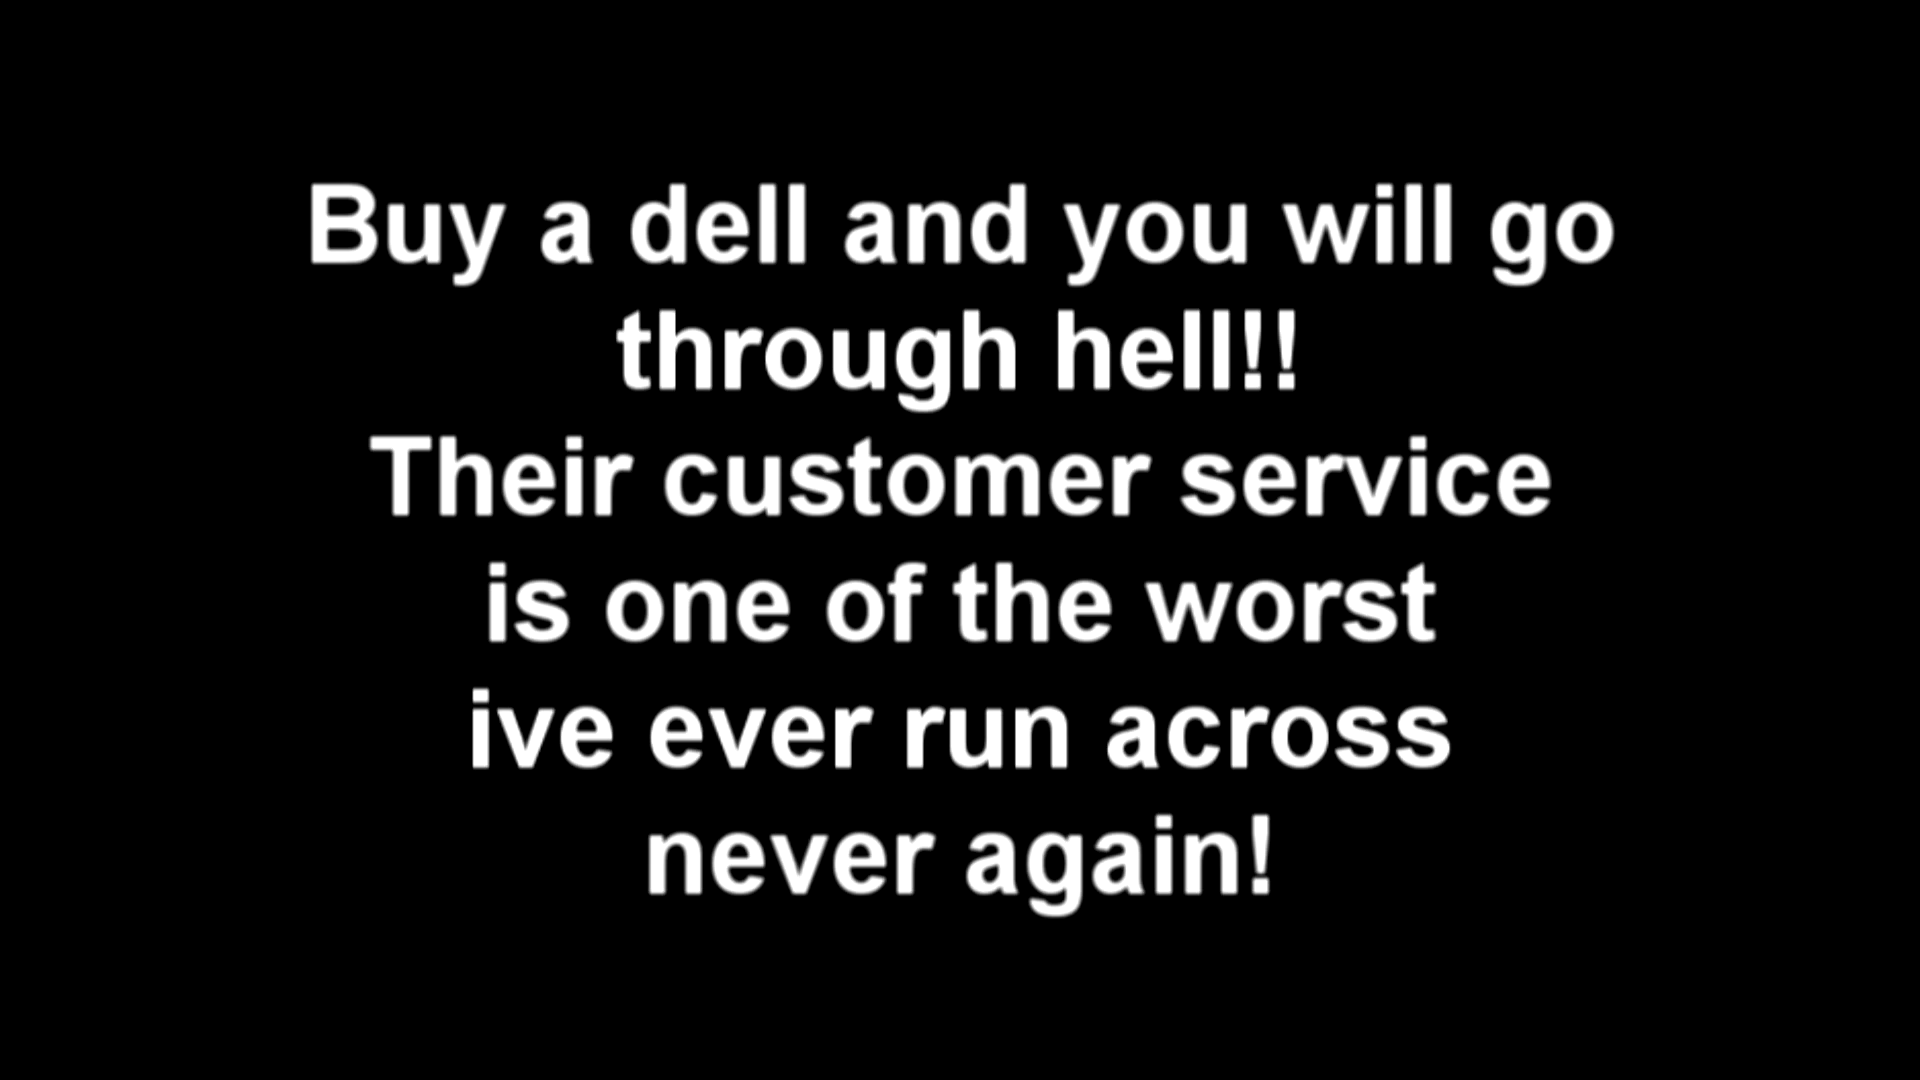 Buy a dell and you will go
through hell!!
Their customer service
is one of the worst
ive ever run across
never again!